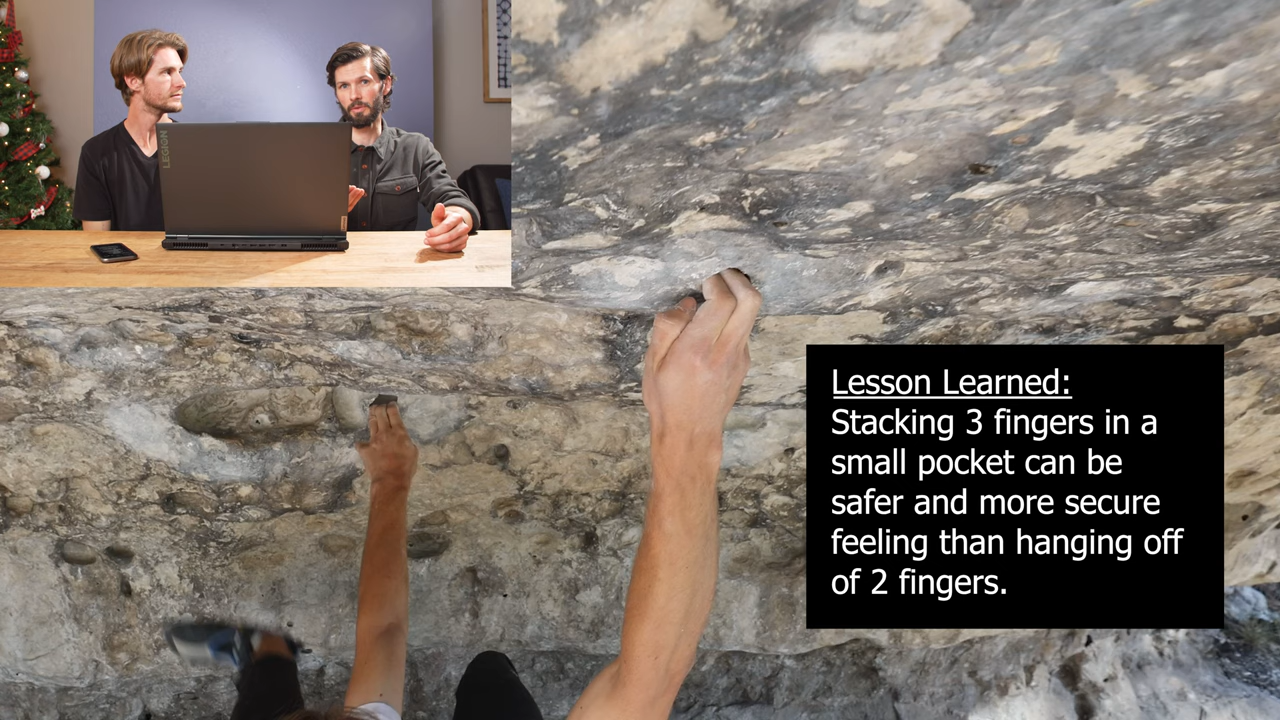 LEGION
Lesson Learned:
Stacking 3 fingers in a
small pocket can be
safer and more secure
feeling than hanging off
of 2 fingers.